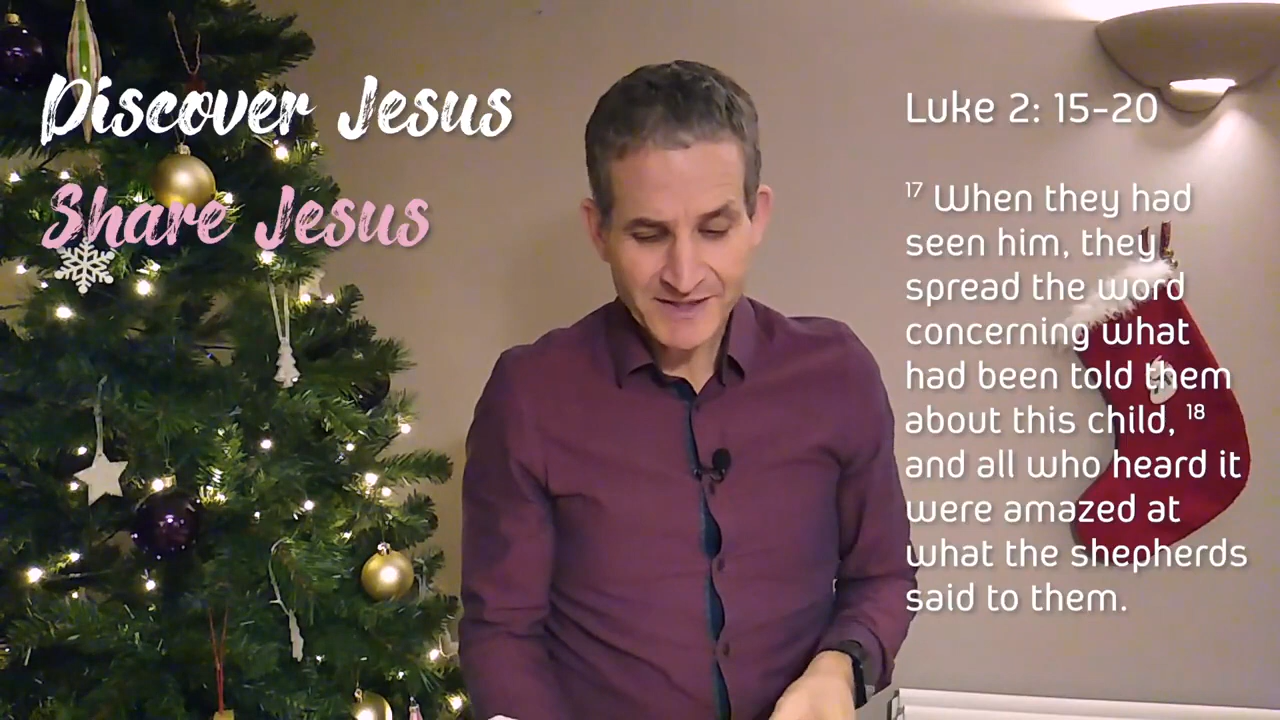 Discover Jesus
Share Jesus
Luke 2: 15-20
17 When they had
seen him, they
spread the word
concerning what
had been told them
about this child, 18
and all who heard it
were amazed at
what the shepherds
said to them.